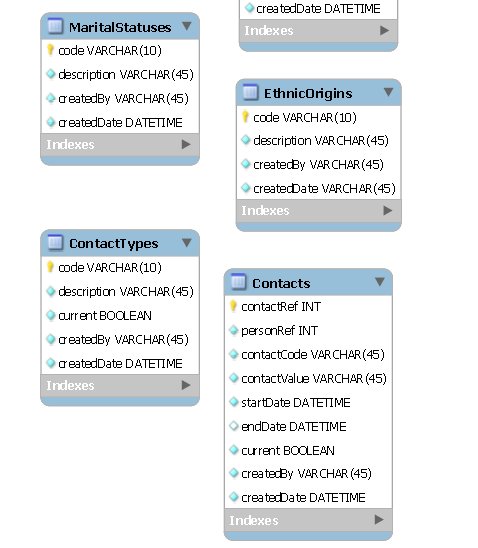 createdDate DATETIME
Indexes
MaritalStatuses
code VARCHAR(10)
description VARCHAR(45)
createdBy VARCHAR(45)
createdDate DATETIME
Indexes
EthnicOrigins
code VARCHAR(10)
description VARCHAR(45)
createdBy VARCHAR(45)
createdDate VARCHAR(45)
Indexes
ContactTypes
code VARCHAR(10)
description VARCHAR(45)
current BOOLEAN
createdBy VARCHAR(45)
createdDate DATETIME
Indexes
Contacts
contactRef INT
personRef INT
contactCode VARCHAR(45)
contactValue VARCHAR(45)
startDate DATETIME
endDate DATETIME
current BOOLEAN
createdBy VARCHAR(45)
createdDate DATETIME
Indexes